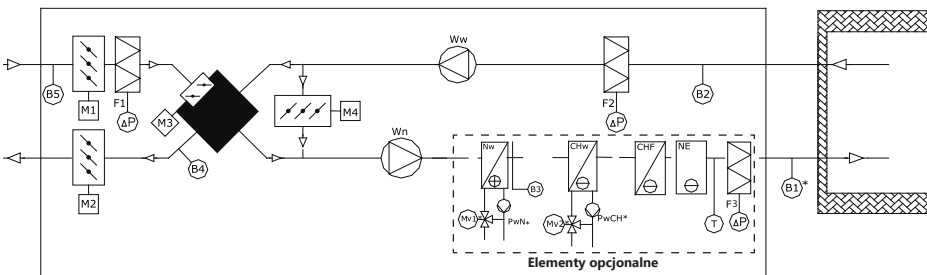 Ww
B5
M1
F1
ΔP
M3
M4
F2
ΔP
B2
M2
B4
Wn
Nw
B3
Mv1*
PwN*
CHw
Mv2*
PwCH*
CHF
NE
T
F3
ΔP
B1*
Elementy opcjonalne